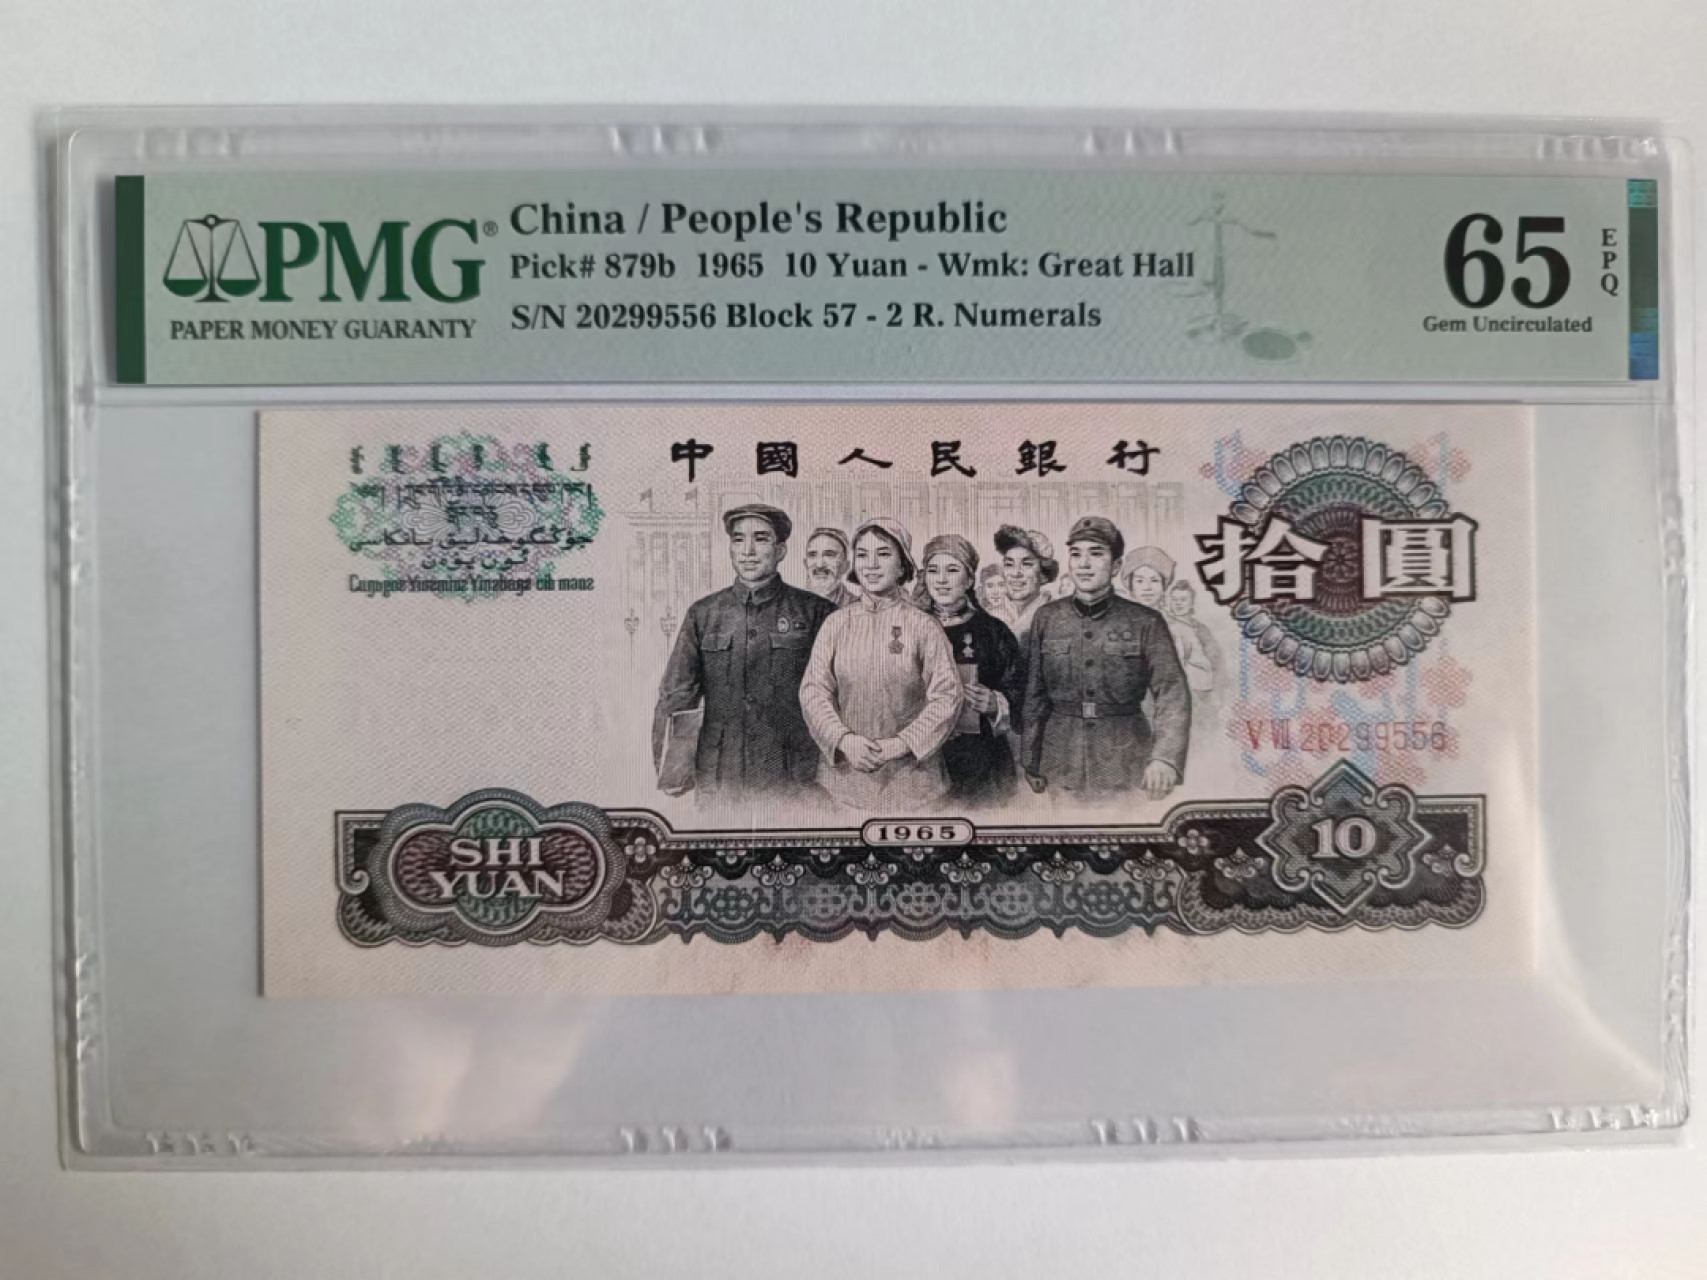 PMG®
PAPER MONEY GUARANTY
China / People's Republic
Pick# 879b 1965 10 Yuan - Wmk: Great Hall
S/N 20299556 Block 57 - 2 R. Numerals
65
EPQ
Gem Uncirculated
中國人民銀行
拾圓
V VII 20299556
1965
SHI
YUAN
10